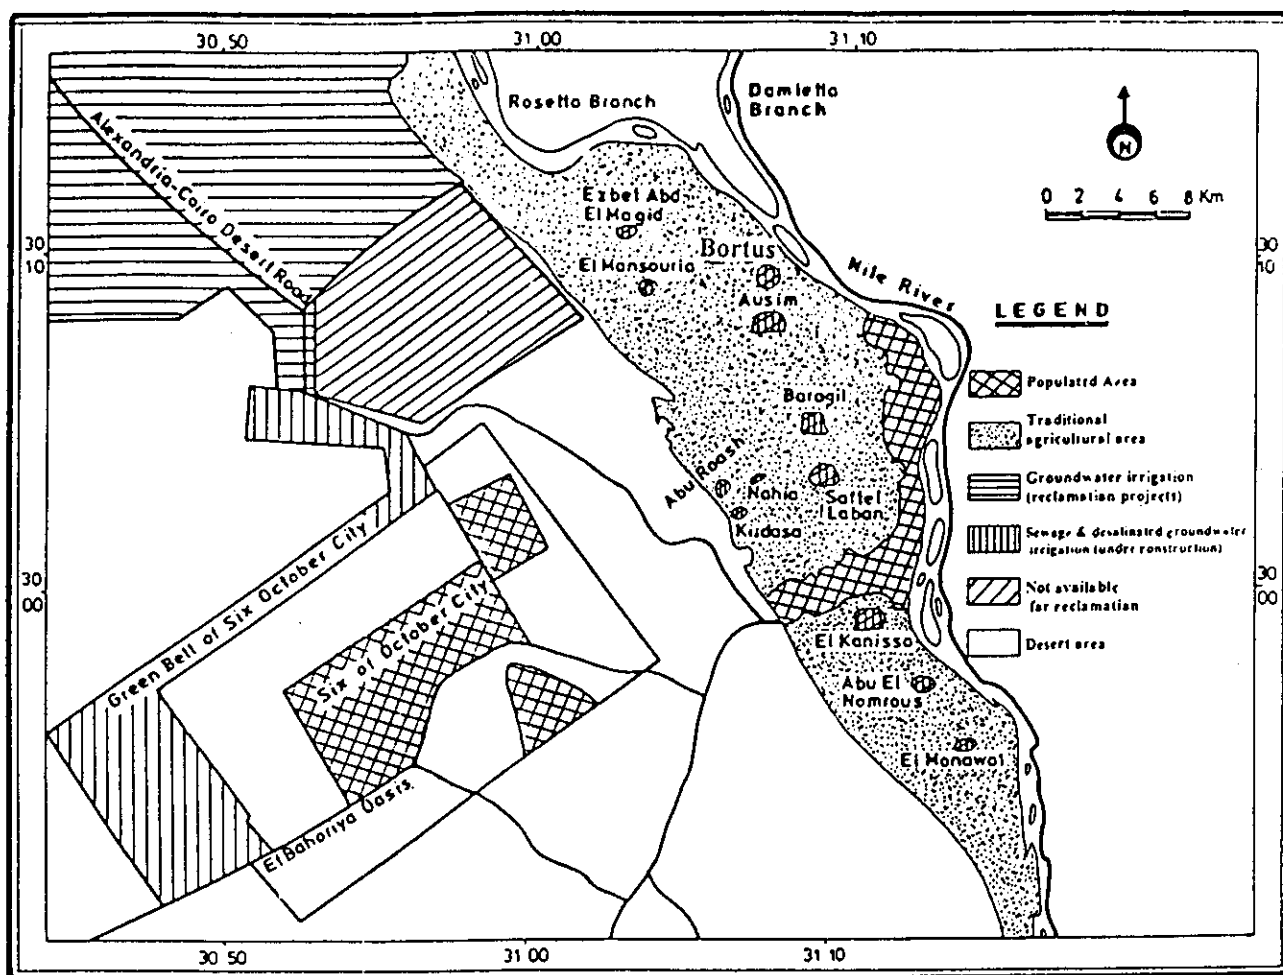 30 50
31 00
31 10
Rosetta Branch
Damietta
Branch
Alexandria-Cairo Desert Road
N
0 2 4 6 8 Km
Ezbet Abd
El Magid
30
10
30
10
Bortus
El Mansouria
Nile River
Ausim
LEGEND
Populated Area
Baragil
Traditional
agricultural area
Abu Roash
Nahia
Saftel
Laban
Kirdasa
Groundwater irrigation
(reclamation projects)
Sewage & desalinated groundwater
irrigation (under construction)
30
00
30
00
Not available
for reclamation
Green Belt of Six October City
Six of October City
El Kanissa
Desert area
Abu El
Namrous
El Manawat
El Bahariya Oasis
30 50
31 00
31 10